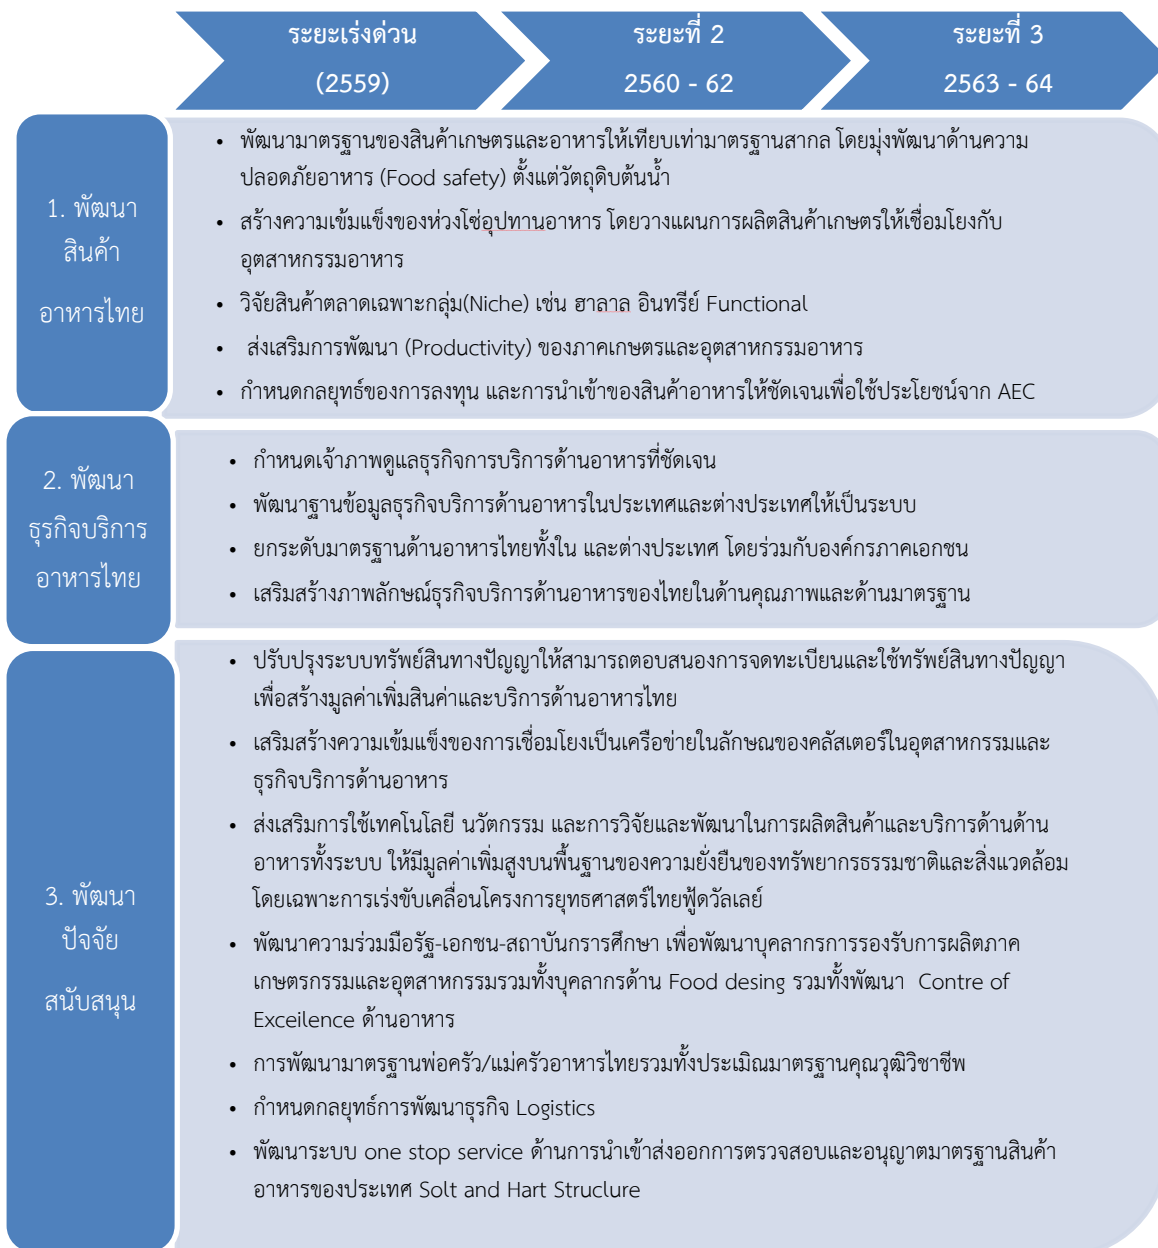 ระยะเร่งด่วน
(2559)
ระยะที่ 2
2560 - 62
ระยะที่ 3
2563 - 64
1. พัฒนา
สินค้า
อาหารไทย
• พัฒนามาตรฐานของสินค้าเกษตรและอาหารให้เทียบเท่ามาตรฐานสากล โดยมุ่งพัฒนาด้านความ
ปลอดภัยอาหาร (Food safety) ตั้งแต่วัตถุดิบต้นน้ำ
• สร้างความเข้มแข็งของห่วงโซ่อุปทานอาหาร โดยวางแผนการผลิตสินค้าเกษตรให้เชื่อมโยงกับ
อุตสาหกรรมอาหาร
• วิจัยสินค้าตลาดเฉพาะกลุ่ม(Niche) เช่น ฮาลาล อินทรีย์ Functional
• ส่งเสริมการพัฒนา (Productivity) ของภาคเกษตรและอุตสาหกรรมอาหาร
• กำหนดกลยุทธ์ของการลงทุน และการนำเข้าของสินค้าอาหารให้ชัดเจนเพื่อใช้ประโยชน์จาก AEC
2. พัฒนา
ธุรกิจบริการ
อาหารไทย
• กำหนดเจ้าภาพดูแลธุรกิจการบริการด้านอาหารที่ชัดเจน
• พัฒนาฐานข้อมูลธุรกิจบริการด้านอาหารในประเทศและต่างประเทศให้เป็นระบบ
• ยกระดับมาตรฐานด้านอาหารไทยทั้งใน และต่างประเทศ โดยร่วมกับองค์กรภาคเอกชน
• เสริมสร้างภาพลักษณ์ธุรกิจบริการด้านอาหารของไทยในด้านคุณภาพและด้านมาตรฐาน
3. พัฒนา
ปัจจัย
สนับสนุน
• ปรับปรุงระบบทรัพย์สินทางปัญญาให้สามารถตอบสนองการจดทะเบียนและใช้ทรัพย์สินทางปัญญา
เพื่อสร้างมูลค่าเพิ่มสินค่าและบริการด้านอาหารไทย
• เสริมสร้างความเข้มแข็งของการเชื่อมโยงเป็นเครือข่ายในลักษณของคลัสเตอร์ในอุตสาหกรรมและ
ธุรกิจบริการด้านอาหาร
• ส่งเสริมการใช้เทคโนโลยี นวัตกรรม และการวิจัยและพัฒนาในการผลิตสินค้าและบริการด้านด้าน
อาหารทั้งระบบ ให้มีมูลค่าเพิ่มสูงบนพื้นฐานของความยั่งยืนของทรัพยากรธรรมชาติและสิ่งแวดล้อม
โดยเฉพาะการเร่งขับเคลื่อนโครงการยุทธศาสตร์ไทยฟู้ดวัลเลย์
• พัฒนาความร่วมมือรัฐ-เอกชน-สถาบันกรารศึกษา เพื่อพัฒนาบุคลากรการรองรับการผลิตภาค
เกษตรกรรมและอุตสาหกรรมรวมทั้งบุคลากรด้าน Food desing รวมทั้งพัฒนา Contre of
Exceilence ด้านอาหาร
• การพัฒนามาตรฐานพ่อครัว/แม่ครัวอาหารไทยรวมทั้งประเมิณมาตรฐานคุณวุฒิวิชาชีพ
• กำหนดกลยุทธ์การพัฒนาธุรกิจ Logistics
• พัฒนาระบบ one stop service ด้านการนำเข้าส่งออกการตรวจสอบและอนุญาตมาตรฐานสินค้า
อาหารของประเทศ Solt and Hart Struclure